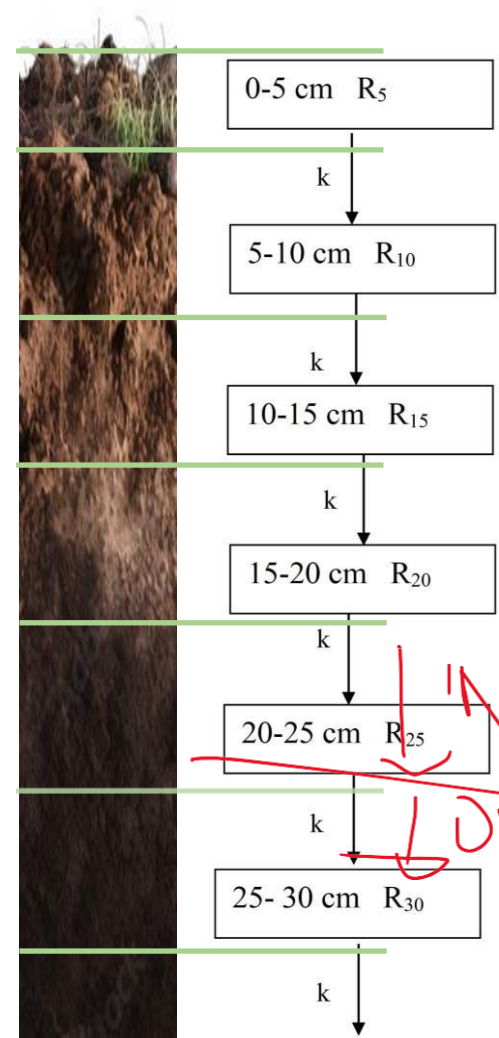 0-5 cm R₅
k
5-10 cm R₁₀
k
10-15 cm R₁₅
k
15-20 cm R₂₀
k
20-25 cm R₂₅
k
25- 30 cm R₃₀
k